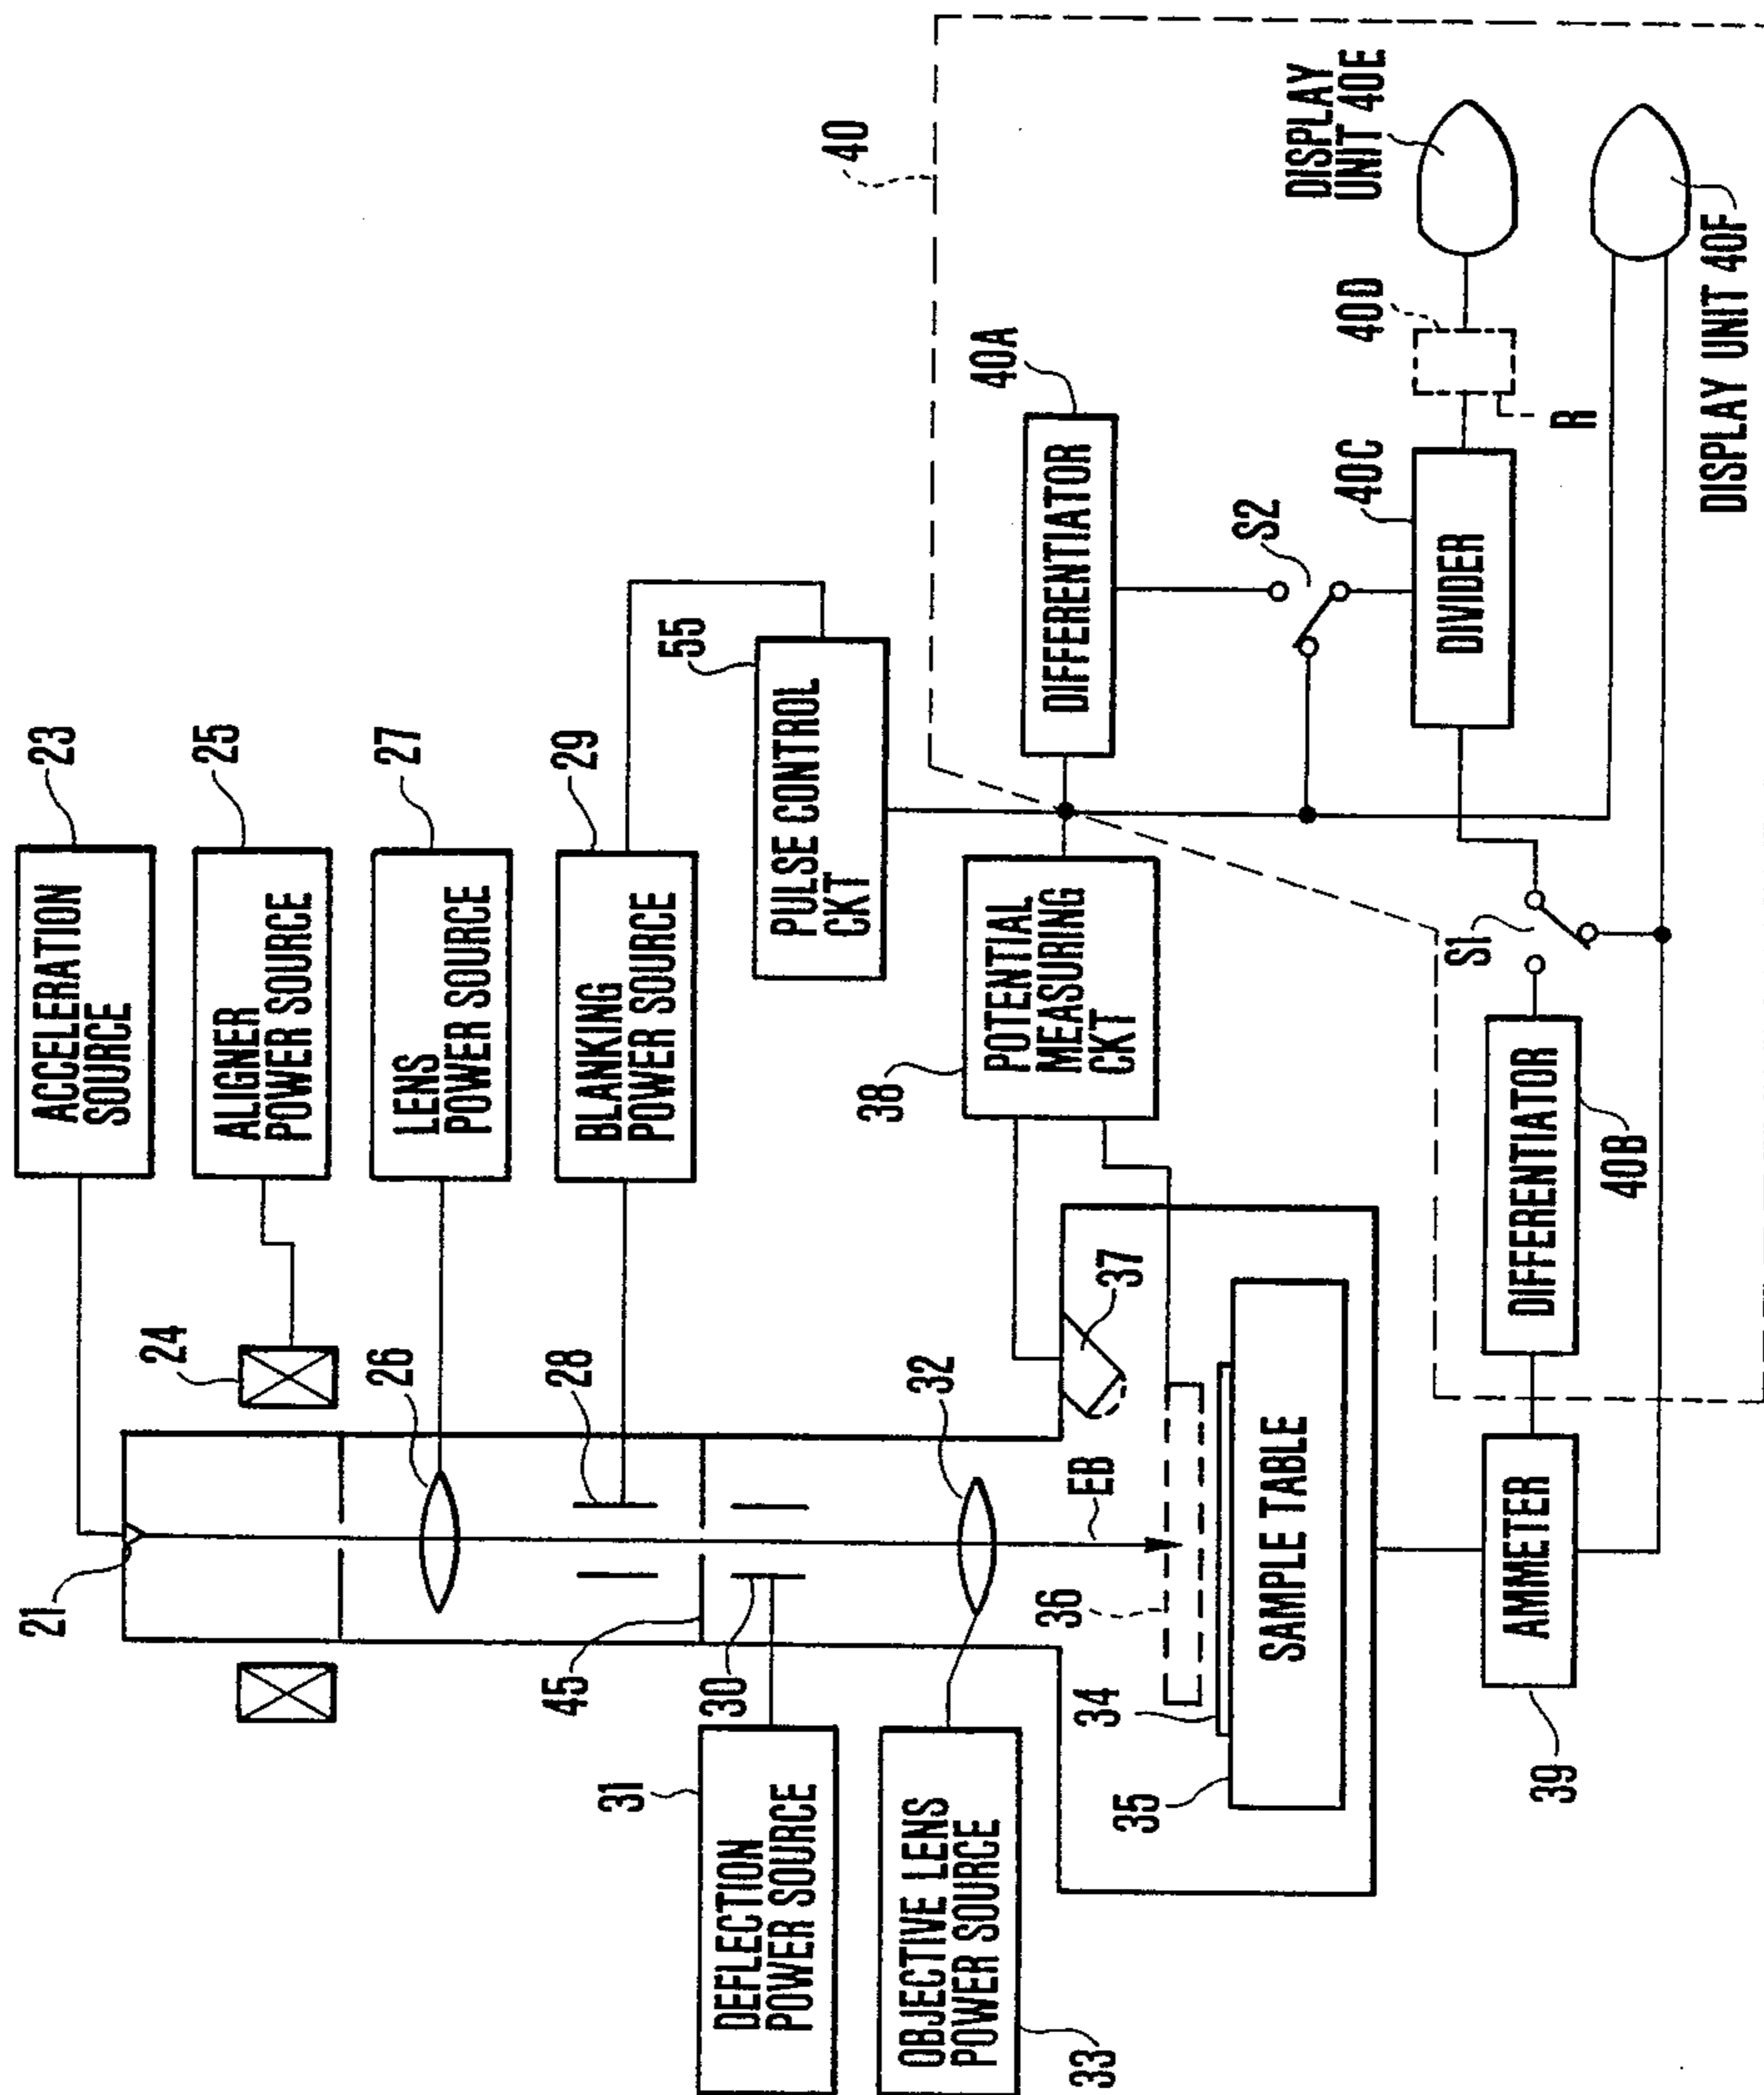 ACCELERATION
SOURCE
23
ALIGNER
POWER SOURCE
25
LENS
POWER SOURCE
27
BLANKING
POWER SOURCE
29
PULSE CONTROL
CKT
55
21
24
26
28
45
30
32
DEFLECTION
POWER SOURCE
31
OBJECTIVE LENS
POWER SOURCE
33
EB
36
34
35
37
SAMPLE TABLE
POTENTIAL
MEASURING
CKT
38
AMMETER
39
40
DIFFERENTIATOR
40A
DIFFERENTIATOR
40B
S1
S2
DIVIDER
40C
40D
R
DISPLAY
UNIT 40E
DISPLAY UNIT 40F